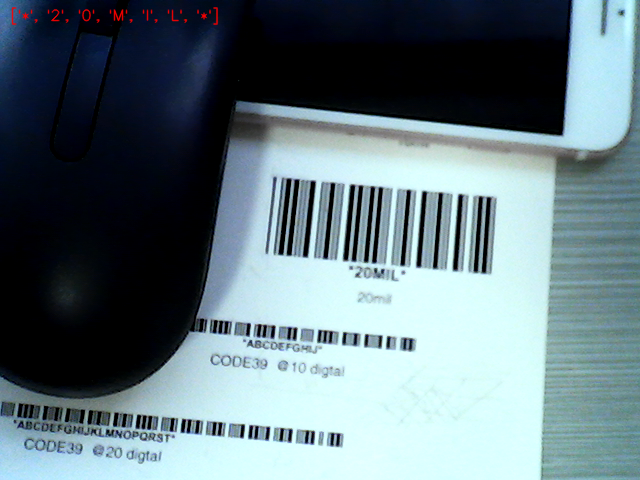 ['*', '2', '0', 'M', 'I', 'L', '*']
*20MIL*
20mil
*ABCDEFGHIJ*
CODE39 @10 digtal
*ABCDEFGHIJKLMNOPQRST*
CODE39 @20 digtal